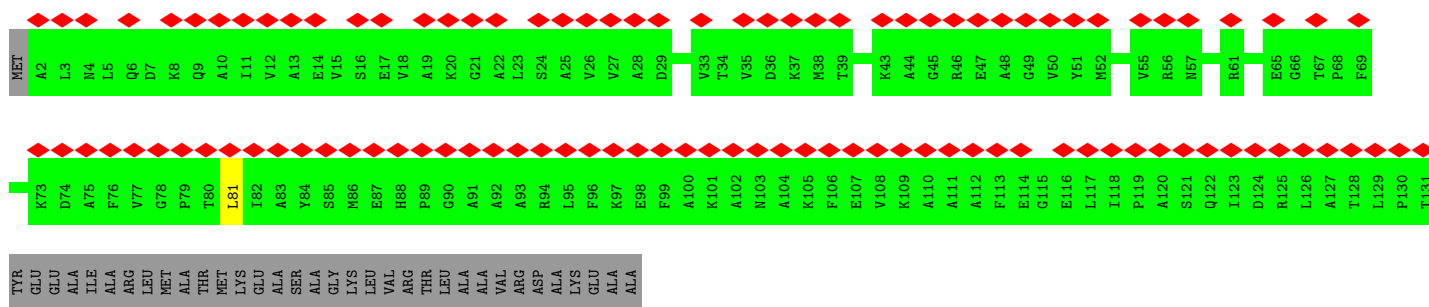 MET A2 L3 N4 L5 Q6 D7 K8 Q9 A10 I11 V12 A13 E14 V15 S16 E17 V18 A19 K20 G21 A22 L23 S24 A25 V26 V27 A28 D29 V33 T34 V35 D36 K37 M38 T39 K43 A44 G45 R46 E47 A48 G49 V50 Y51 M52 V55 R56 N57 R61 E65 G66 T67 P68 F69
K73 D74 A75 F76 V77 G78 P79 T80 L81 I82 A83 Y84 S85 M86 E87 H88 P89 G90 A91 A92 A93 R94 L95 F96 K97 E98 F99 A100 K101 A102 N103 A104 K105 F106 E107 V108 K109 A110 A111 A112 F113 E114 G115 E116 L117 I118 P119 A120 S121 Q122 I123 D124 R125 L126 A127 T128 L129 P130 T131
TYR GLU GLU ALA ILE ALA ARG LEU MET ALA THR MET LYS GLU ALA SER ALA GLY LYS LEU VAL ARG THR LEU ALA ALA VAL ARG ASP ALA LYS GLU ALA ALA